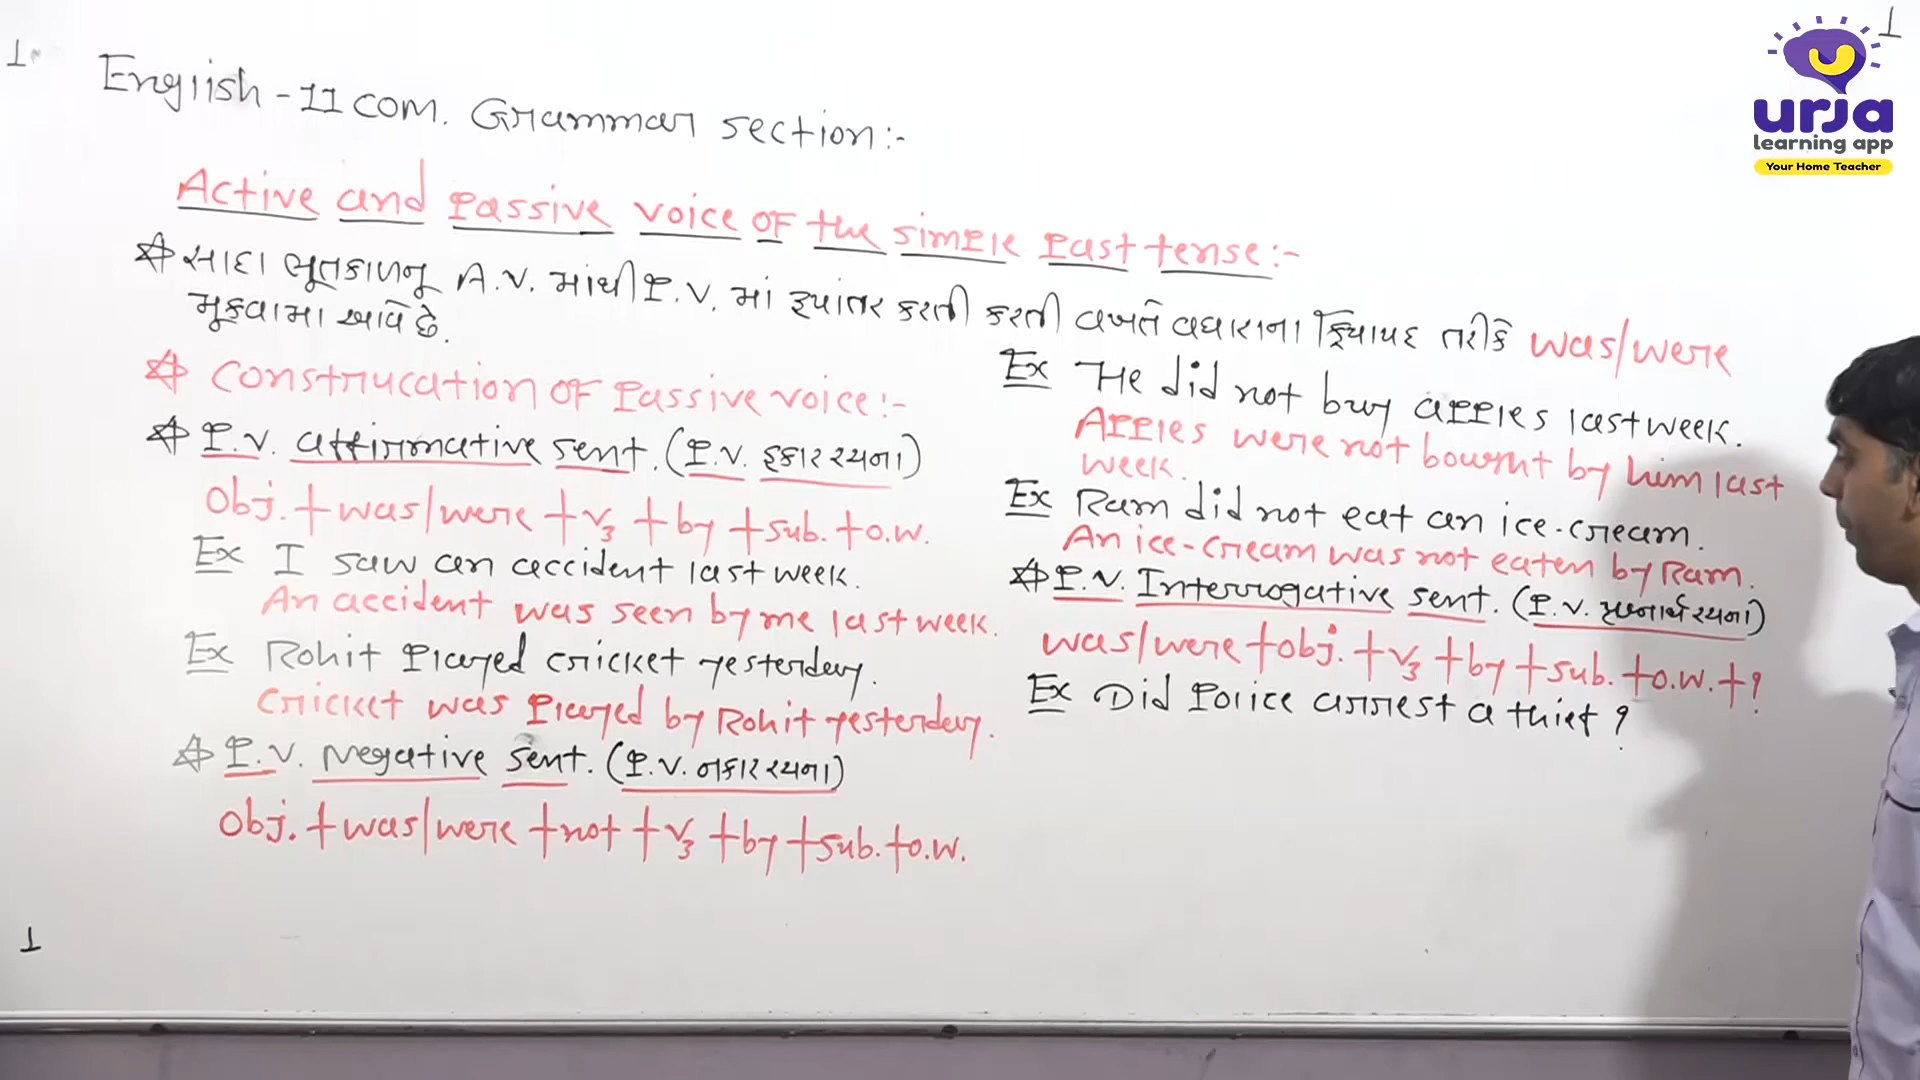 1
1
English - 11 com. Grammar section:-
urja
learning app
Your Home Teacher
Active and Passive voice of the simple Past tense:-
☆ સાદા ભૂતકાળનુ A.V. માંથી P.V. માં રૂપાંતર કરતી કરતી વખતે વધારાના ક્રિયાપદ તરીકે was/were
મૂકવામા આવે છે.
☆ Construcation of Passive voice:-
☆ P.V. affirmative sent. (P.V. હકાર રચના)
Obj. + was/were + V3 + by + sub. + o.w.
Ex I saw an accident last week.
An accident was seen by me last week.
Ex Rohit Played cricket yesterday.
Cricket was Played by Rohit yesterday.
☆ P.V. Negative sent. (P.V. નકાર રચના)
Obj. + was/were + not + V3 + by + sub. + o.w.
Ex He did not buy apples last week.
Apples were not bought by him last
week.
Ex Ram did not eat an ice-cream.
An ice-cream was not eaten by Ram.
☆ P.V. Interrogative sent. (P.V. પ્રશ્નાર્થ રચના)
was/were + obj. + V3 + by + sub. + o.w. + ?
Ex Did Police arrest a thief ?
1